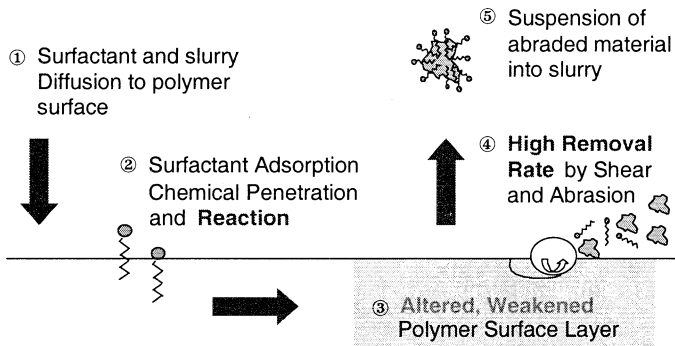 ① Surfactant and slurry
Diffusion to polymer
surface
② Surfactant Adsorption
Chemical Penetration
and Reaction
③ Altered, Weakened
Polymer Surface Layer
④ High Removal
Rate by Shear
and Abrasion
⑤ Suspension of
abraded material
into slurry